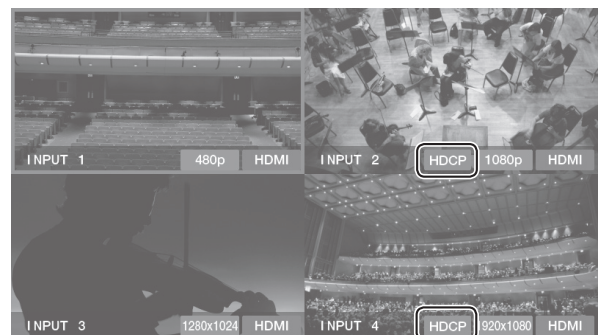 INPUT 1 480p HDMI
INPUT 2 HDCP 1080p HDMI
INPUT 3 1280x1024 HDMI
INPUT 4 HDCP 920x1080 HDMI